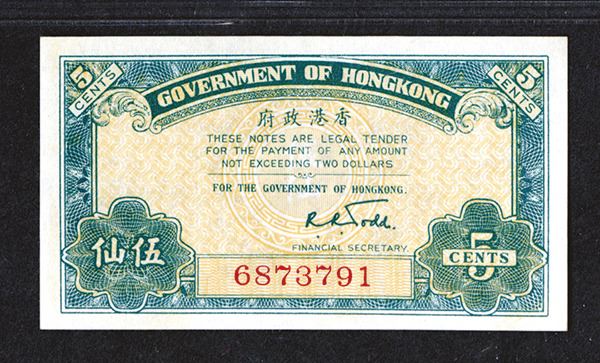 5 CENTS
5 CENTS
GOVERNMENT OF HONGKONG
香港政府
THESE NOTES ARE LEGAL TENDER
FOR THE PAYMENT OF ANY AMOUNT
NOT EXCEEDING TWO DOLLARS
FOR THE GOVERNMENT OF HONGKONG.
R.R. Todd.
FINANCIAL SECRETARY.
伍仙
5 CENTS
6873791